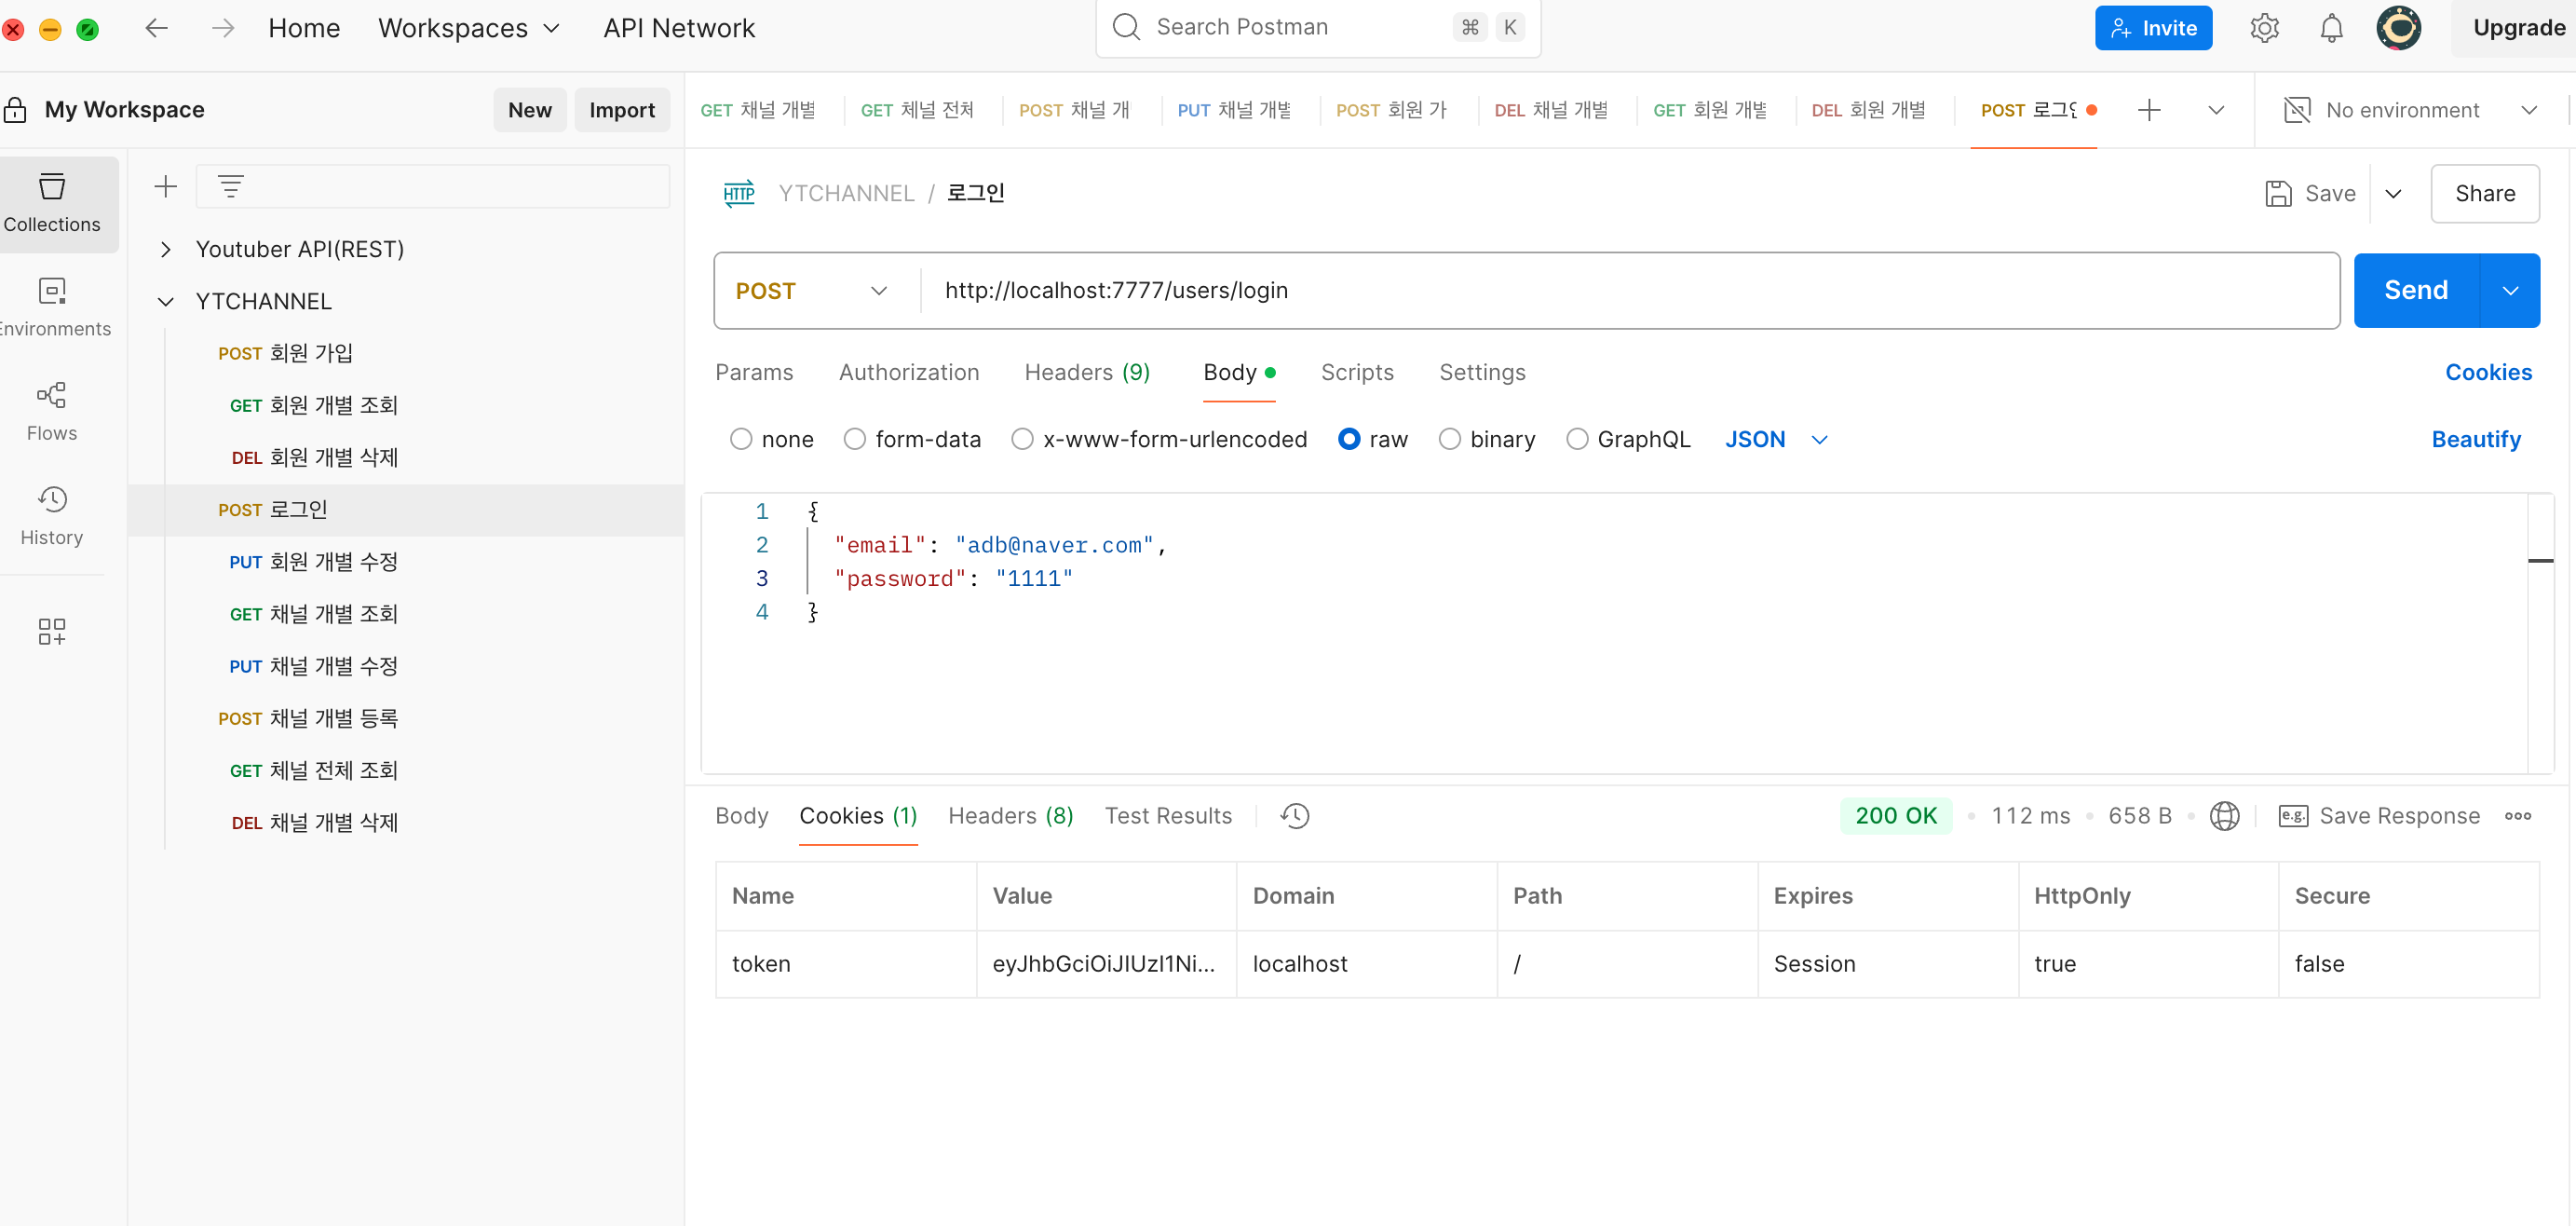 Home Workspaces API Network Search Postman ⌘ K Invite Upgrade
My Workspace New Import
GET 채널 개별 GET 체널 전체 POST 채널 개 PUT 채널 개별 POST 회원 가 DEL 채널 개별 GET 회원 개별 DEL 회원 개별 POST 로그인 No environment
Collections
Environments
Flows
History
Youtuber API(REST)
YTCHANNEL
POST 회원 가입
GET 회원 개별 조회
DEL 회원 개별 삭제
POST 로그인
PUT 회원 개별 수정
GET 채널 개별 조회
PUT 채널 개별 수정
POST 채널 개별 등록
GET 체널 전체 조회
DEL 채널 개별 삭제
HTTP YTCHANNEL / 로그인 Save Share
POST http://localhost:7777/users/login Send
Params Authorization Headers (9) Body Scripts Settings Cookies
none form-data x-www-form-urlencoded raw binary GraphQL JSON Beautify
1 {
2 "email": "adb@naver.com",
3 "password": "1111"
4 }
Body Cookies (1) Headers (8) Test Results 200 OK • 112 ms • 658 B • e.g. Save Response
Name Value Domain Path Expires HttpOnly Secure
token eyJhbGciOiJIUzI1Ni... localhost / Session true false